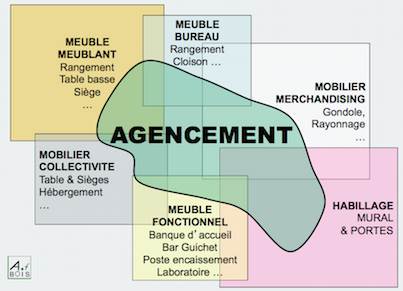 MEUBLE
MEUBLANT
Rangement
Table basse
Siège
…
MEUBLE
BUREAU
Rangement
Cloison …
MOBILIER
MERCHANDISING
Gondole,
Rayonnage
…
AGENCEMENT
MOBILIER
COLLECTIVITE
Table & Sièges
Hébergement
…
MEUBLE
FONCTIONNEL
Banque d’ accueil
Bar Guichet
Poste encaissement
Laboratoire …
HABILLAGE
MURAL
& PORTES
BOIS